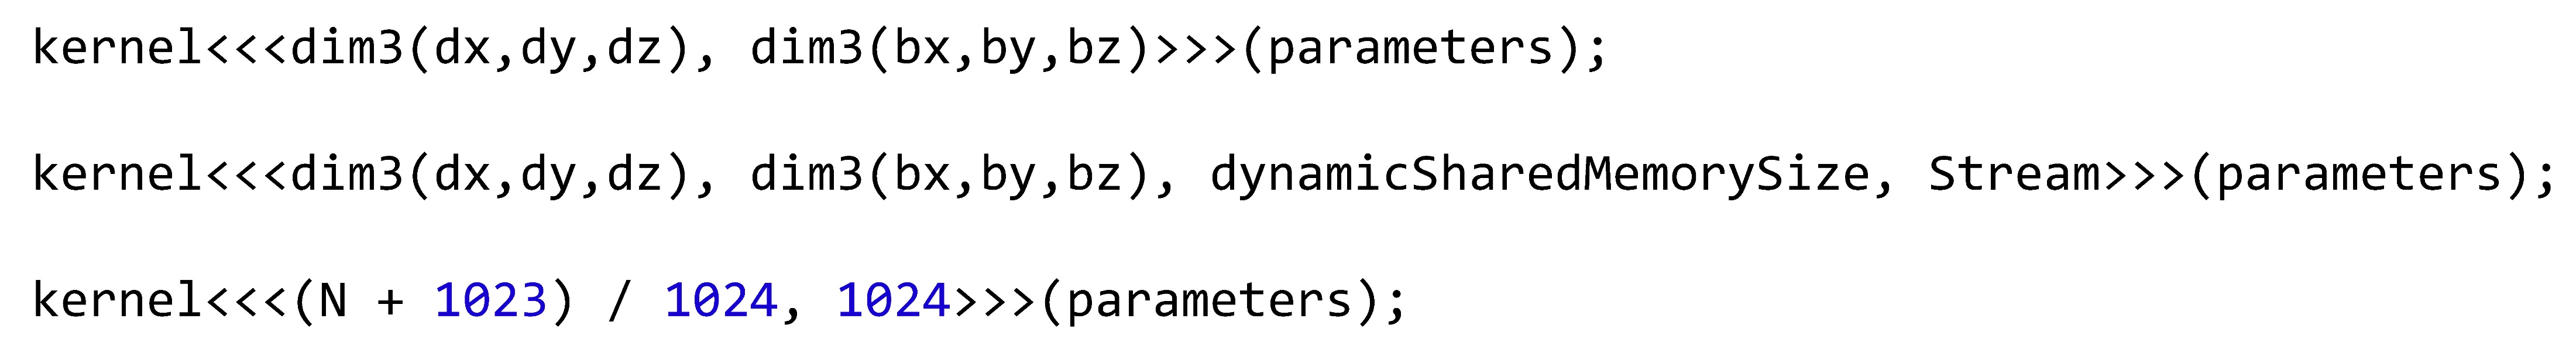 kernel<<<dim3(dx,dy,dz), dim3(bx,by,bz)>>>(parameters);
kernel<<<dim3(dx,dy,dz), dim3(bx,by,bz), dynamicSharedMemorySize, Stream>>>(parameters);
kernel<<<(N + 1023) / 1024, 1024>>>(parameters);